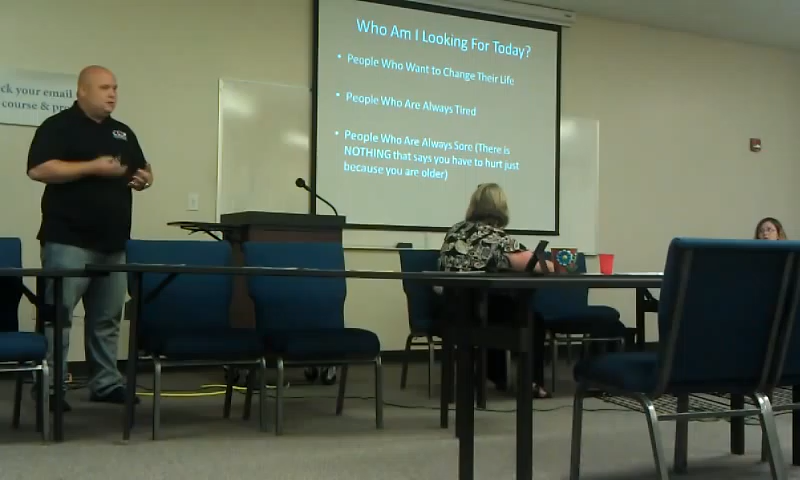 Who Am I Looking For Today?
• People Who Want to Change Their Life
• People Who Are Always Tired
• People Who Are Always Sore (There is
NOTHING that says you have to hurt just
because you are older)
ck your email
course & pr